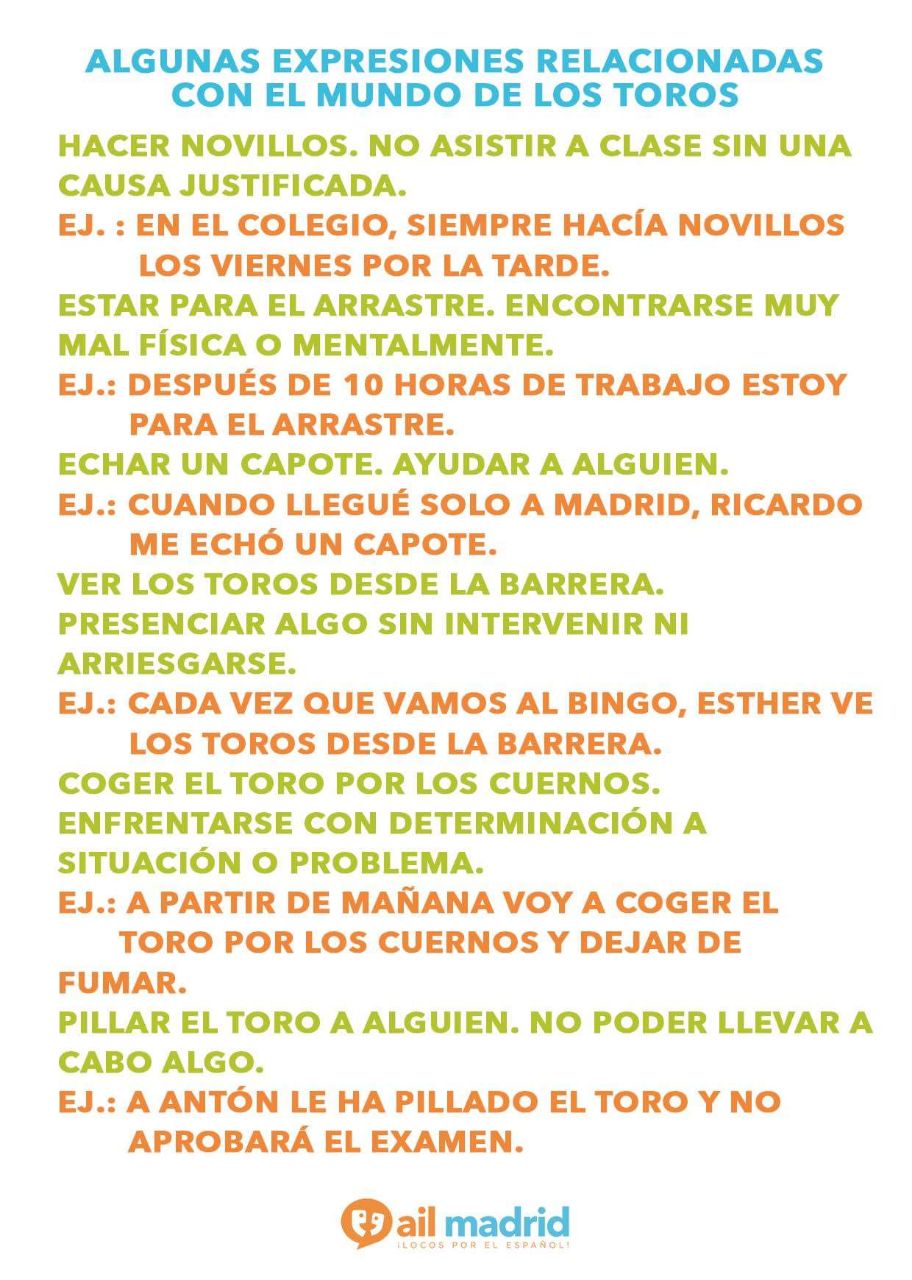 ALGUNAS EXPRESIONES RELACIONADAS
CON EL MUNDO DE LOS TOROS
HACER NOVILLOS. NO ASISTIR A CLASE SIN UNA
CAUSA JUSTIFICADA.
EJ. : EN EL COLEGIO, SIEMPRE HACÍA NOVILLOS
LOS VIERNES POR LA TARDE.
ESTAR PARA EL ARRASTRE. ENCONTRARSE MUY
MAL FÍSICA O MENTALMENTE.
EJ.: DESPUÉS DE 10 HORAS DE TRABAJO ESTOY
PARA EL ARRASTRE.
ECHAR UN CAPOTE. AYUDAR A ALGUIEN.
EJ.: CUANDO LLEGUÉ SOLO A MADRID, RICARDO
ME ECHÓ UN CAPOTE.
VER LOS TOROS DESDE LA BARRERA.
PRESENCIAR ALGO SIN INTERVENIR NI
ARRIESGARSE.
EJ.: CADA VEZ QUE VAMOS AL BINGO, ESTHER VE
LOS TOROS DESDE LA BARRERA.
COGER EL TORO POR LOS CUERNOS.
ENFRENTARSE CON DETERMINACIÓN A
SITUACIÓN O PROBLEMA.
EJ.: A PARTIR DE MAÑANA VOY A COGER EL
TORO POR LOS CUERNOS Y DEJAR DE
FUMAR.
PILLAR EL TORO A ALGUIEN. NO PODER LLEVAR A
CABO ALGO.
EJ.: A ANTÓN LE HA PILLADO EL TORO Y NO
APROBARÁ EL EXAMEN.
ail madrid
¡LOCOS POR EL ESPAÑOL!